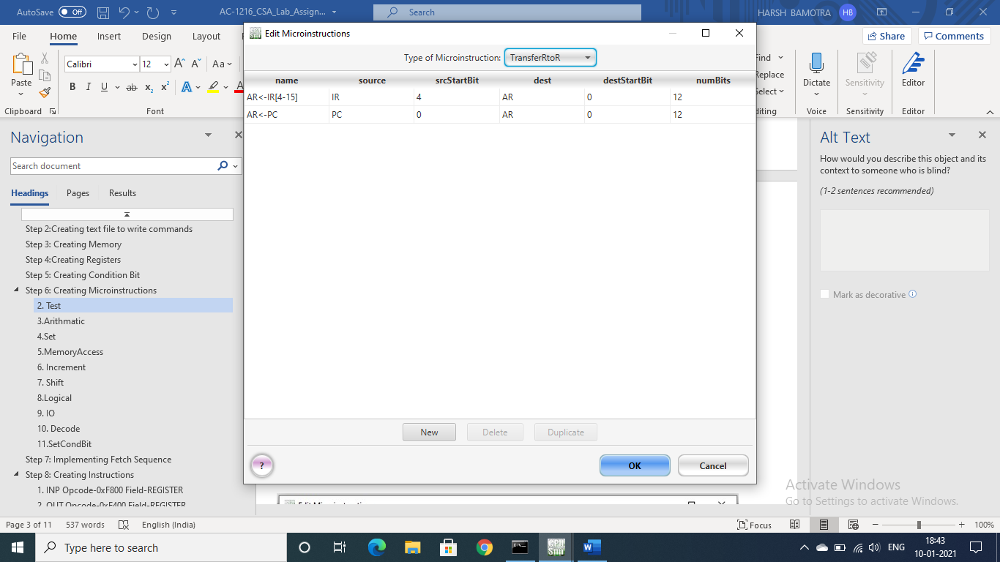 AutoSave Off AC-1216_CSA_Lab_Assign... Search HARSH BAMOTRA HB
File Home Insert Design Layout Share Comments
Edit Microinstructions
Type of Microinstruction: TransferRtoR
name source srcStartBit dest destStartBit numBits
AR<-IR[4-15] IR 4 AR 0 12
AR<-PC PC 0 AR 0 12
New Delete Duplicate
? OK Cancel
Paste
Clipboard
Calibri 12 A A Aa
B I U ab x2 x2 A A
Font
Replace
Dictate
Voice
Sensitivity
Sensitivity
Editor
Editor
Navigation
Search document
Headings Pages Results
Step 2:Creating text file to write commands
Step 3: Creating Memory
Step 4:Creating Registers
Step 5: Creating Condition Bit
Step 6: Creating Microinstructions
2. Test
3.Arithmatic
4.Set
5.MemoryAccess
6. Increment
7. Shift
8.Logical
9. IO
10. Decode
11.SetCondBit
Step 7: Implementing Fetch Sequence
Step 8: Creating Instructions
1. INP Opcode-0xF800 Field-REGISTER
2. OUT Opcode-0xF400 Field-REGISTER
Alt Text
How would you describe this object and its
context to someone who is blind?
(1-2 sentences recommended)
Mark as decorative
Activate Windows
Go to Settings to activate Windows.
Page 3 of 11 537 words English (India) Focus 100%
Type here to search ENG 18:43
10-01-2021